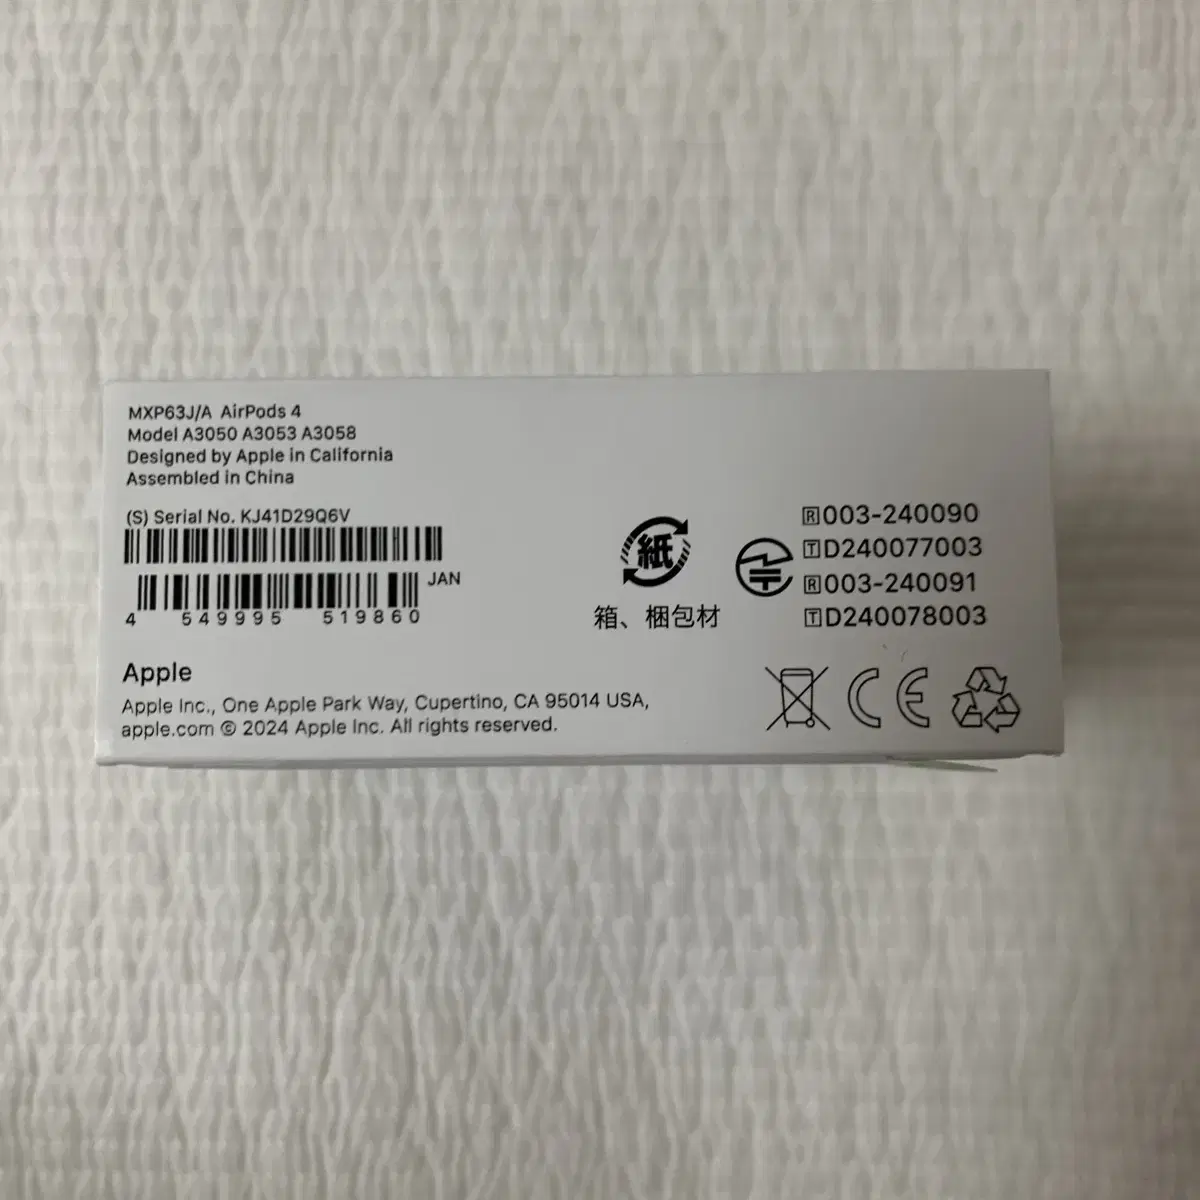 MXP63J/A AirPods 4
Model A3050 A3053 A3058
Designed by Apple in California
Assembled in China
(S) Serial No. KJ41D29Q6V
JAN
4 549995 519860
紙
箱、梱包材
🅁003-240090
🅃D240077003
🅁003-240091
🅃D240078003
Apple
Apple Inc., One Apple Park Way, Cupertino, CA 95014 USA,
apple.com © 2024 Apple Inc. All rights reserved.
CE